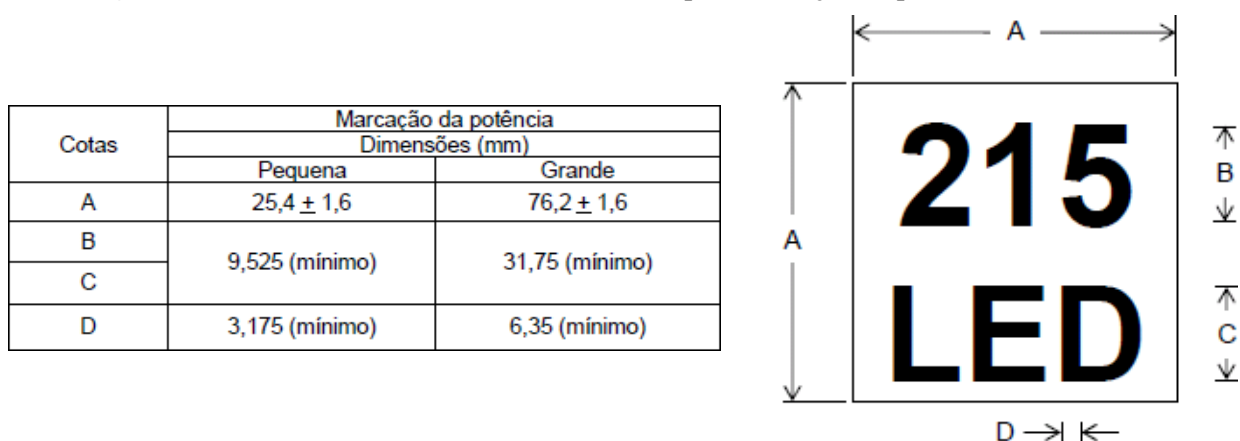 Cotas
Marcação da potência
Dimensões (mm)
Pequena Grande
A 25,4 ± 1,6 76,2 ± 1,6
B
C
9,525 (mínimo) 31,75 (mínimo)
D 3,175 (mínimo) 6,35 (mínimo)
A
A
215
LED
B
C
D